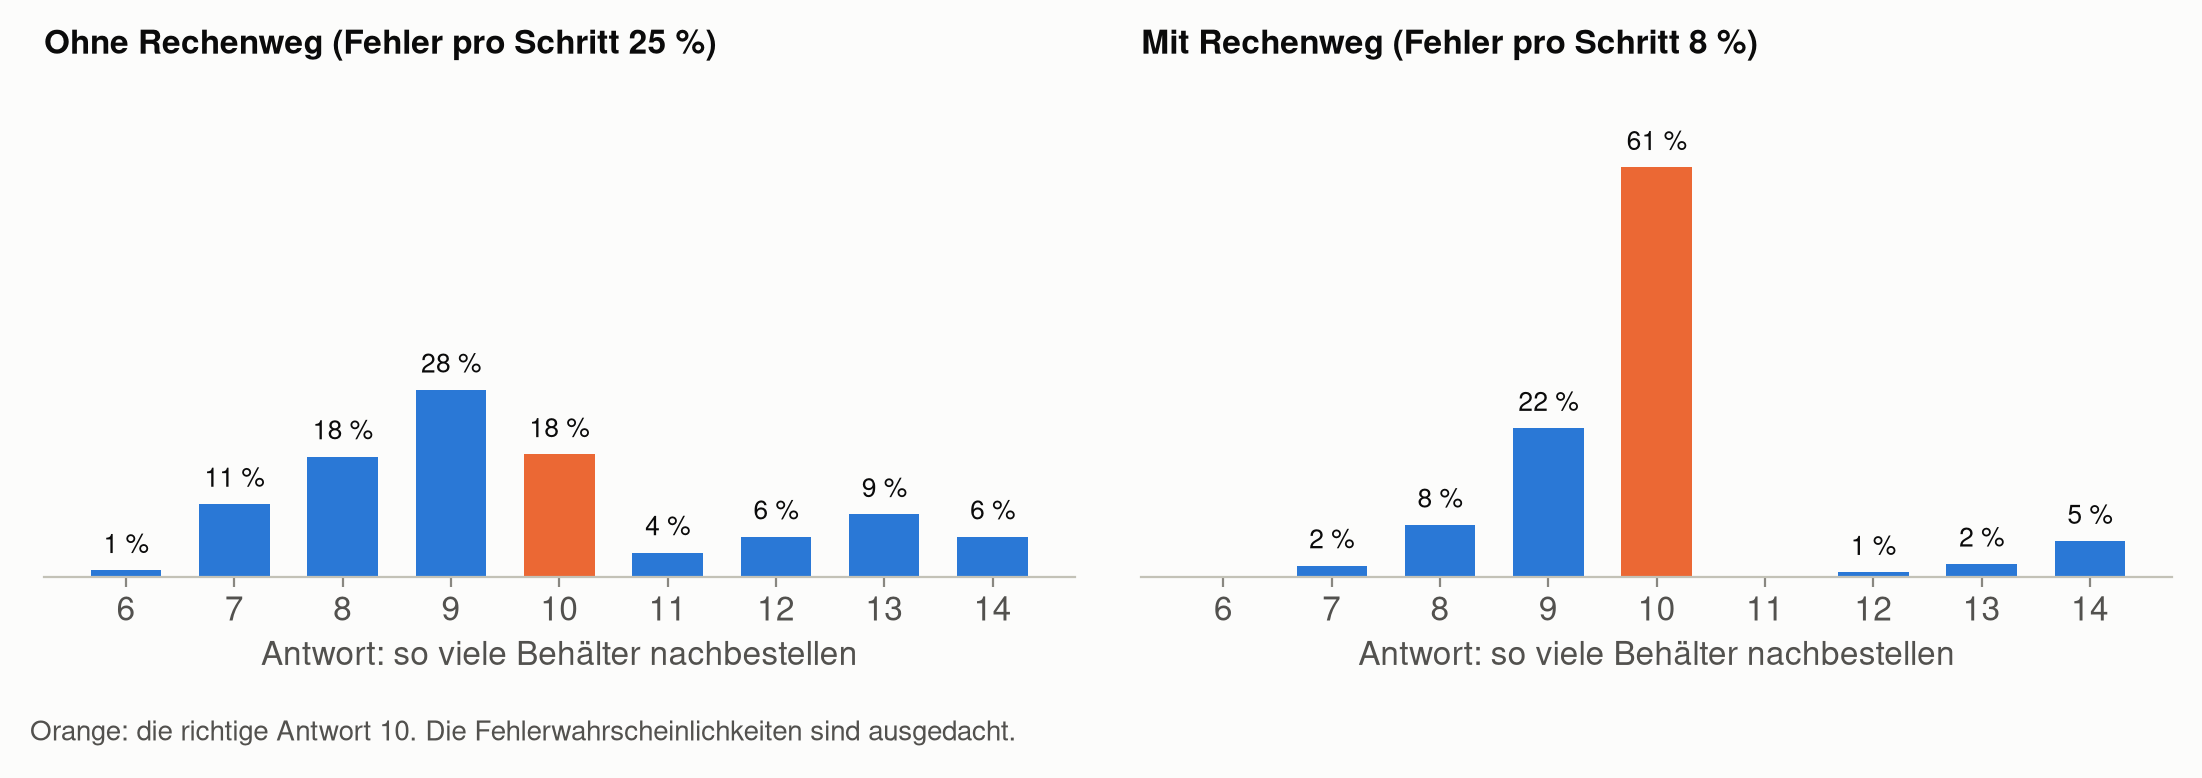 Ohne Rechenweg (Fehler pro Schritt 25 %)
1 %
11 %
18 %
28 %
18 %
4 %
6 %
9 %
6 %
6 7 8 9 10 11 12 13 14
Antwort: so viele Behälter nachbestellen
Mit Rechenweg (Fehler pro Schritt 8 %)
2 %
8 %
22 %
61 %
1 %
2 %
5 %
6 7 8 9 10 11 12 13 14
Antwort: so viele Behälter nachbestellen
Orange: die richtige Antwort 10. Die Fehlerwahrscheinlichkeiten sind ausgedacht.